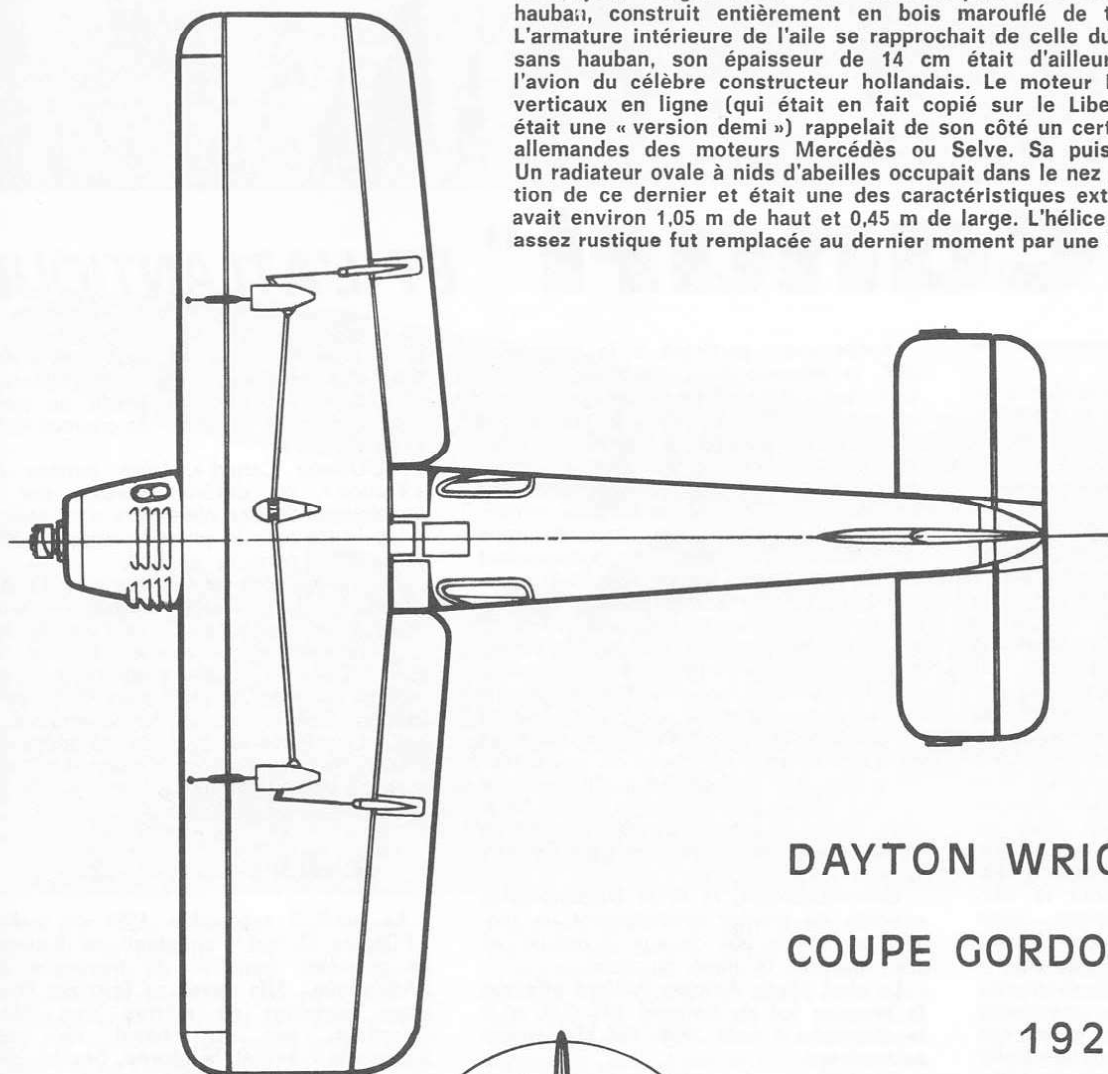 hauban, construit entièrement en bois marouflé de t
L'armature intérieure de l'aile se rapprochait de celle du
sans hauban, son épaisseur de 14 cm était d'ailleur
l'avion du célèbre constructeur hollandais. Le moteur
verticaux en ligne (qui était en fait copié sur le Libe
était une « version demi ») rappelait de son côté un cert
allemandes des moteurs Mercédès ou Selve. Sa puis
Un radiateur ovale à nids d'abeilles occupait dans le nez
tion de ce dernier et était une des caractéristiques ext
avait environ 1,05 m de haut et 0,45 m de large. L'hélice
assez rustique fut remplacée au dernier moment par une
DAYTON WRIG
COUPE GORDO
192